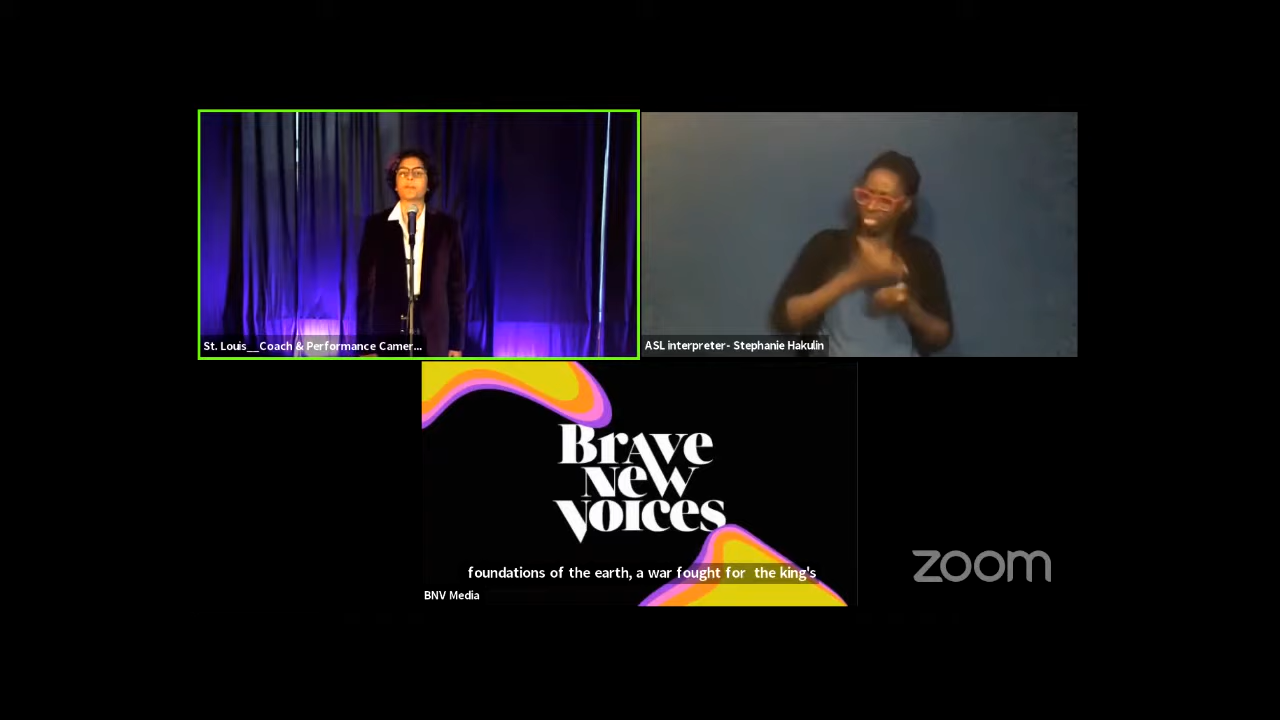 St. Louis__Coach & Performance Camer...
ASL interpreter- Stephanie Hakulin
BRAVE
NEW
VOICES
foundations of the earth, a war fought for the king's
BNV Media
zoom